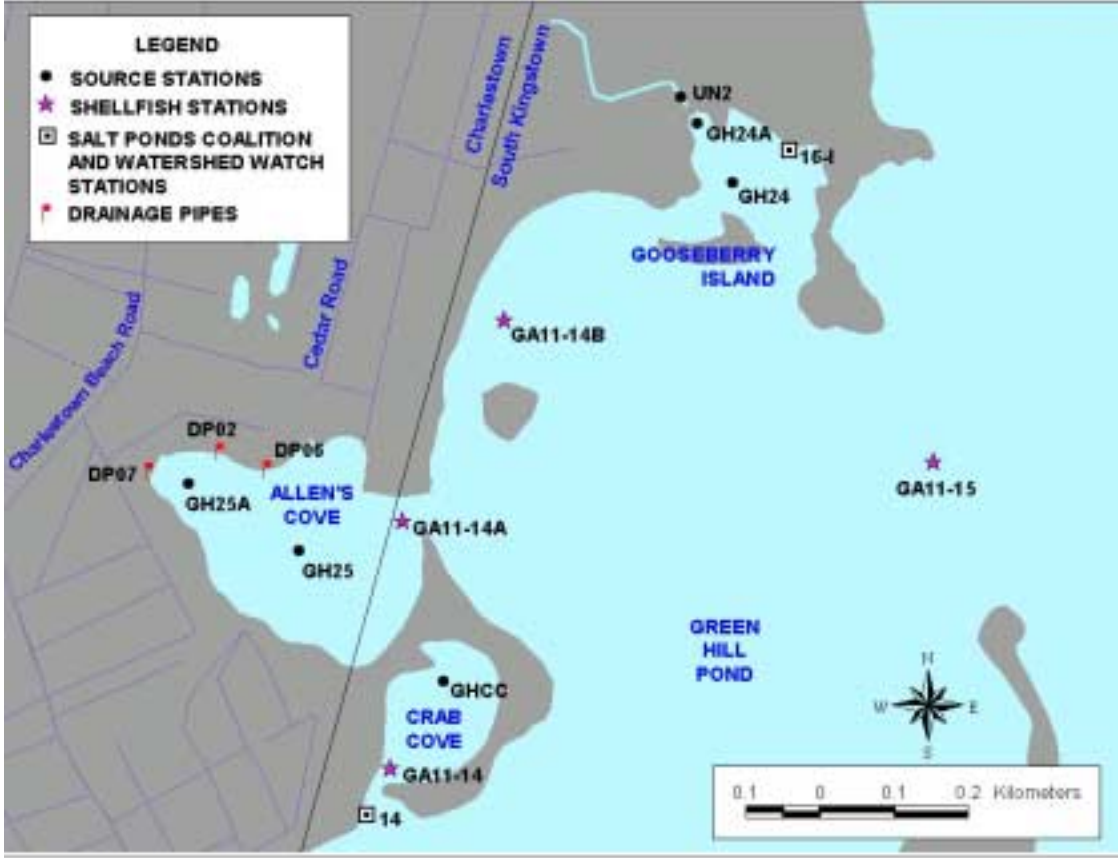 LEGEND
SOURCE STATIONS
SHELLFISH STATIONS
SALT PONDS COALITION
AND WATERSHED WATCH
STATIONS
DRAINAGE PIPES
Charlestown
South Kingstown
UN2
GH24A
GH24
GOOSEBERRY
ISLAND
GA11-14B
Cedar Road
Charlestown Beach Road
DP02
DP06
DP07
GH25A
ALLEN'S
COVE
GA11-14A
GH25
GA11-15
GREEN
HILL
POND
GHCC
CRAB
COVE
GA11-14
14
N
W
E
S
0.1 0 0.1 0.2 Kilometers